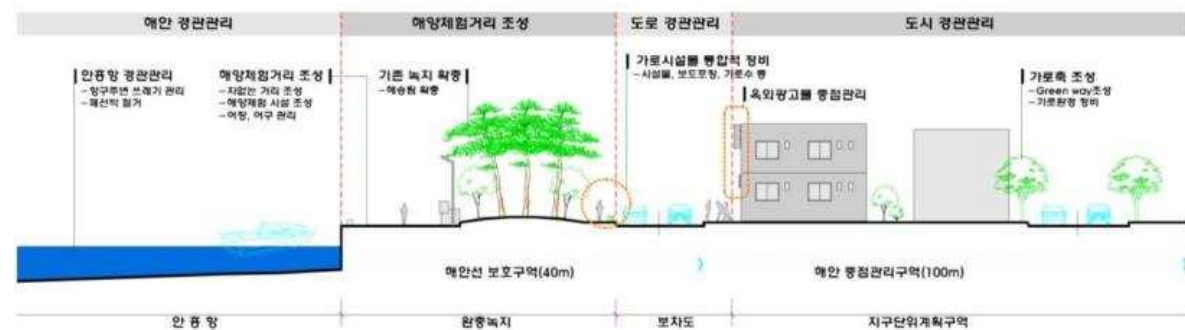 해안 경관관리
해양체험거리 조성
도로 경관관리
도시 경관관리
안흥항 경관관리
-항구주변 쓰레기 관리
-폐선박 철거
해양체험거리 조성
-차없는 거리 조성
-해양체험 시설 조성
-어장, 어구 관리
기존 녹지 확충
-해송림 확충
가로시설물 통합적 정비
-시설물, 보도포장, 가로수 등
옥외광고물 중점관리
가로축 조성
-Green way조성
-가로환경 정비
해안선 보호구역(40m)
해안 중점관리구역(100m)
안 흥 항
완충녹지
보차도
지구단위계획구역